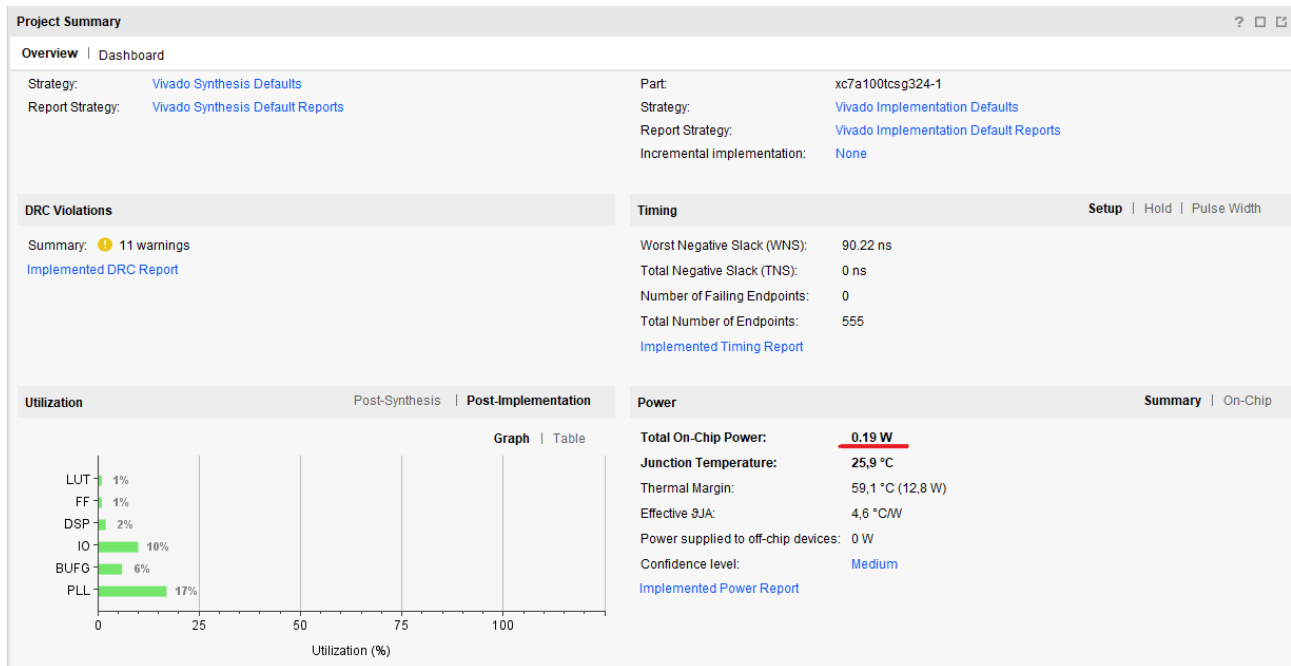 Project Summary
?
Overview | Dashboard
Strategy: Vivado Synthesis Defaults
Report Strategy: Vivado Synthesis Default Reports
Part: xc7a100tcsg324-1
Strategy: Vivado Implementation Defaults
Report Strategy: Vivado Implementation Default Reports
Incremental implementation: None
DRC Violations
Summary: ! 11 warnings
Implemented DRC Report
Timing
Setup | Hold | Pulse Width
Worst Negative Slack (WNS): 90.22 ns
Total Negative Slack (TNS): 0 ns
Number of Failing Endpoints: 0
Total Number of Endpoints: 555
Implemented Timing Report
Utilization
Post-Synthesis | Post-Implementation
Graph | Table
LUT 1%
FF 1%
DSP 2%
IO 10%
BUFG 6%
PLL 17%
0 25 50 75 100
Utilization (%)
Power
Summary | On-Chip
Total On-Chip Power: 0.19 W
Junction Temperature: 25,9 °C
Thermal Margin: 59,1 °C (12,8 W)
Effective ϑJA: 4,6 °C/W
Power supplied to off-chip devices: 0 W
Confidence level: Medium
Implemented Power Report